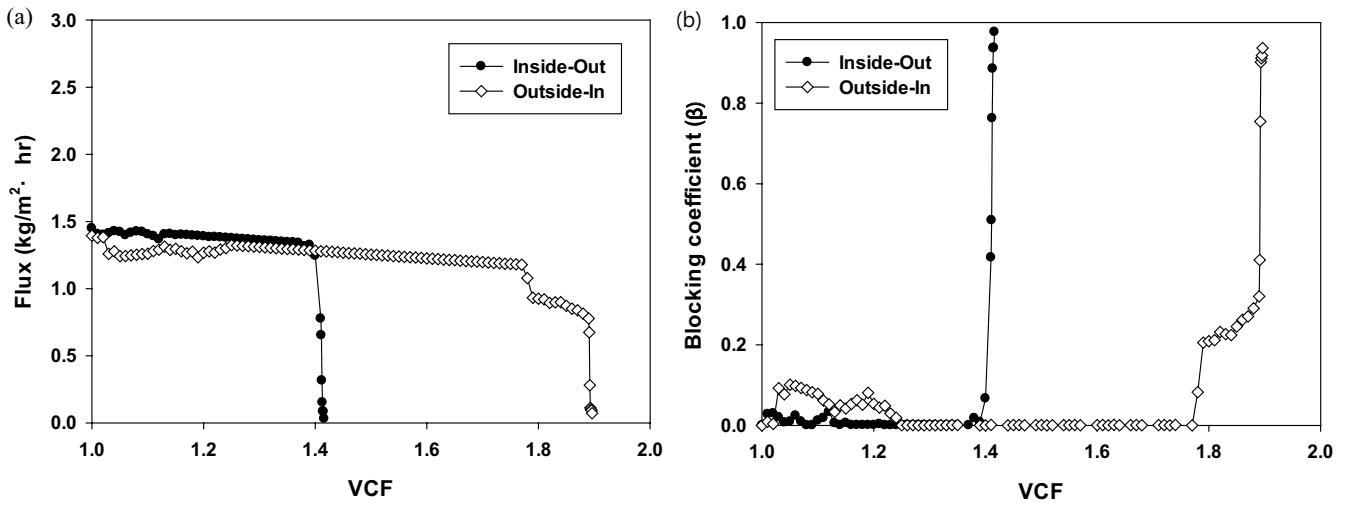 (a)
3.0
2.5
2.0
1.5
1.0
0.5
0.0
Flux (kg/m²· hr)
Inside-Out
Outside-In
1.0 1.2 1.4 1.6 1.8 2.0
VCF
(b)
1.0
0.8
0.6
0.4
0.2
0.0
Blocking coefficient (β)
Inside-Out
Outside-In
1.0 1.2 1.4 1.6 1.8 2.0
VCF